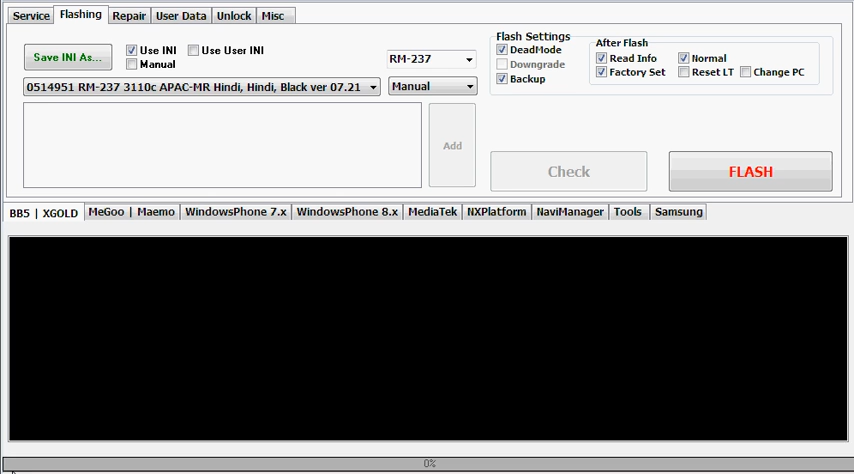 Service Flashing Repair User Data Unlock Misc
Save INI As...
Use INI Use User INI
Manual
RM-237
0514951 RM-237 3110c APAC-MR Hindi, Hindi, Black ver 07.21 Manual
Add
Flash Settings
DeadMode
Downgrade
Backup
After Flash
Read Info Normal
Factory Set Reset LT Change PC
Check FLASH
BB5 | XGOLD MeGoo | Maemo WindowsPhone 7.x WindowsPhone 8.x MediaTek NXPlatform NaviManager Tools Samsung
0%